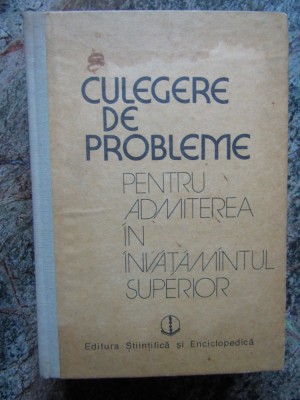 CULEGERE
DE
PROBLEME
PENTRU
ADMITEREA
ÎN
ÎNVĂŢĂMÎNTUL
SUPERIOR
Editura Ştiinţifică şi Enciclopedică